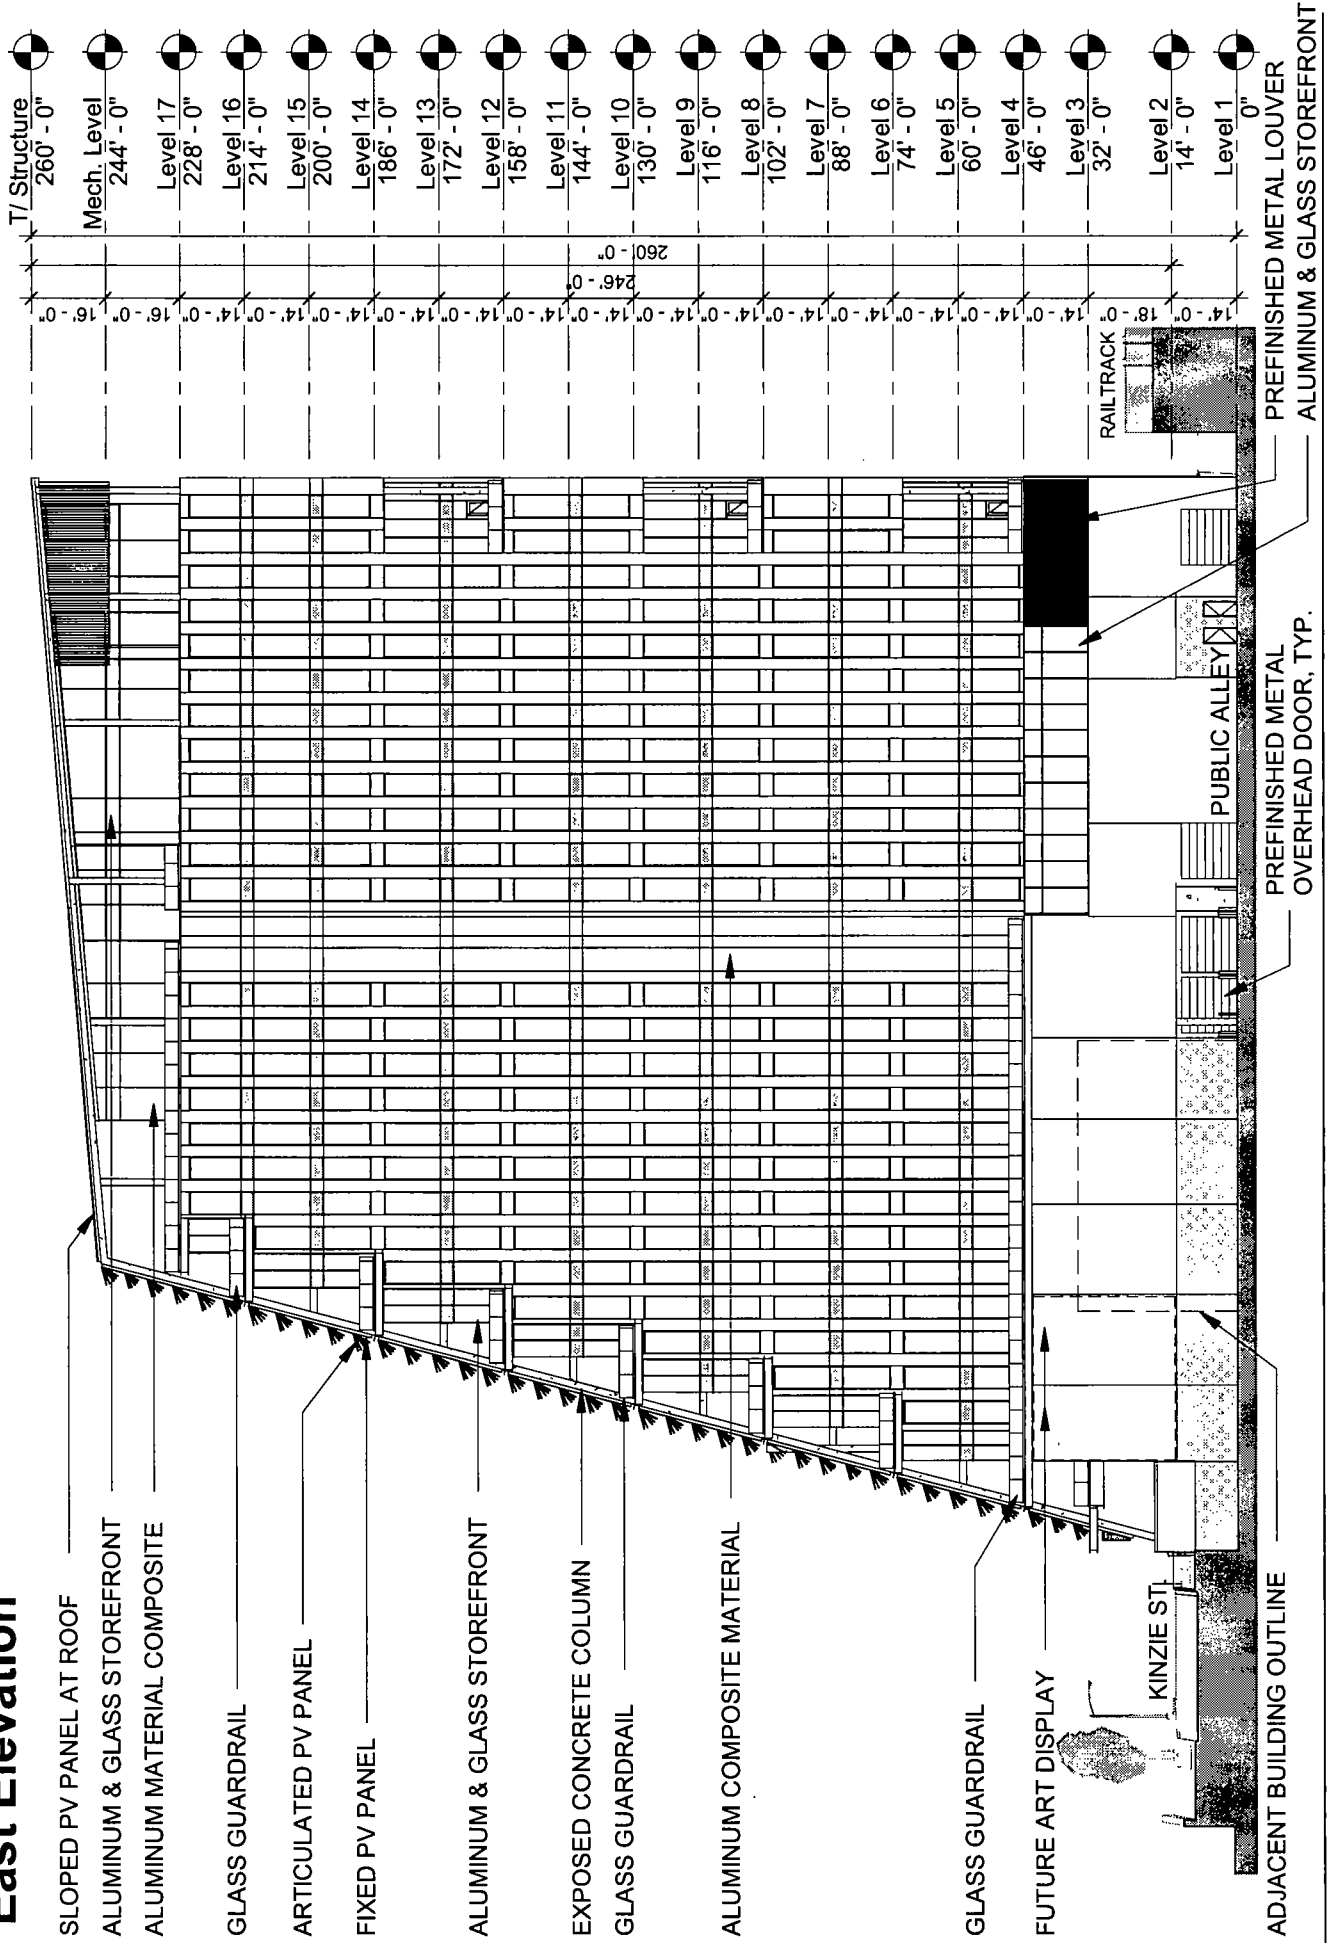 East Elevation
SLOPED PV PANEL AT ROOF
ALUMINUM & GLASS STOREFRONT
ALUMINUM MATERIAL COMPOSITE
GLASS GUARDRAIL
ARTICULATED PV PANEL
FIXED PV PANEL
ALUMINUM & GLASS STOREFRONT
EXPOSED CONCRETE COLUMN
GLASS GUARDRAIL
ALUMINUM COMPOSITE MATERIAL
GLASS GUARDRAIL
FUTURE ART DISPLAY
KINZIE ST.
ADJACENT BUILDING OUTLINE
T/ Structure
260' - 0"
Mech. Level
244' - 0"
Level 17
228' - 0"
Level 16
214' - 0"
Level 15
200' - 0"
Level 14
186' - 0"
Level 13
172' - 0"
Level 12
158' - 0"
Level 11
144' - 0"
Level 10
130' - 0"
Level 9
116' - 0"
Level 8
102' - 0"
Level 7
88' - 0"
Level 6
74' - 0"
Level 5
60' - 0"
Level 4
46' - 0"
Level 3
32' - 0"
Level 2
14' - 0"
Level 1
0"
16' - 0"
16' - 0"
14' - 0"
14' - 0"
14' - 0"
14' - 0"
14' - 0"
14' - 0"
14' - 0"
14' - 0"
14' - 0"
14' - 0"
14' - 0"
14' - 0"
14' - 0"
14' - 0"
18' - 0"
14' - 0"
246' - 0"
260' - 0"
RAILTRACK
PUBLIC ALLEY
PREFINISHED METAL
OVERHEAD DOOR, TYP.
PREFINISHED METAL LOUVER
ALUMINUM & GLASS STOREFRONT